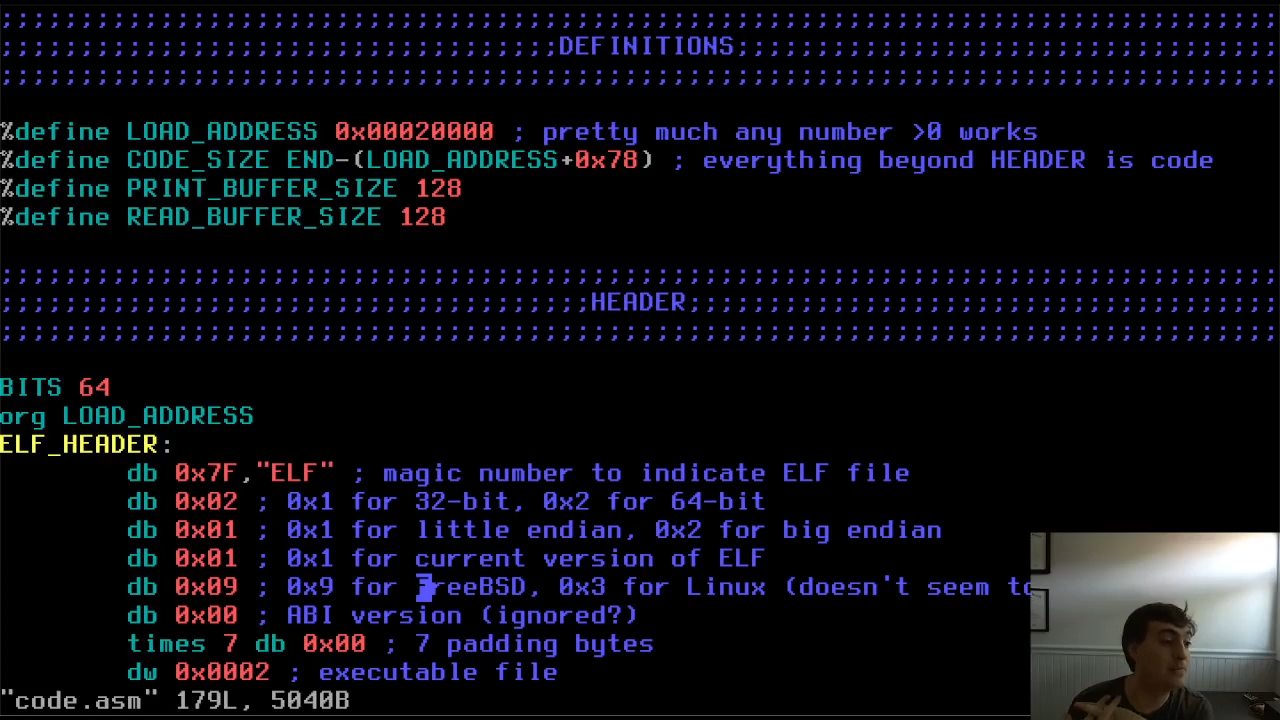 ;;;;;;;;;;;;;;;;;;;;;;;;;;;;;;;;;;;;;;;;;;;;;;;;;;;;;;;;;;;;;;;;;;;;;;;;;;;;;;;;
;;;;;;;;;;;;;;;;;;;;;;;;;;;;;;;;;;;DEFINITIONS;;;;;;;;;;;;;;;;;;;;;;;;;;;;;;;;;;
;;;;;;;;;;;;;;;;;;;;;;;;;;;;;;;;;;;;;;;;;;;;;;;;;;;;;;;;;;;;;;;;;;;;;;;;;;;;;;;;
%define LOAD_ADDRESS 0x00020000 ; pretty much any number >0 works
%define CODE_SIZE END-(LOAD_ADDRESS+0x78) ; everything beyond HEADER is code
%define PRINT_BUFFER_SIZE 128
%define READ_BUFFER_SIZE 128
;;;;;;;;;;;;;;;;;;;;;;;;;;;;;;;;;;;;;;;;;;;;;;;;;;;;;;;;;;;;;;;;;;;;;;;;;;;;;;;;
;;;;;;;;;;;;;;;;;;;;;;;;;;;;;;;;;;;;;HEADER;;;;;;;;;;;;;;;;;;;;;;;;;;;;;;;;;;;;;
;;;;;;;;;;;;;;;;;;;;;;;;;;;;;;;;;;;;;;;;;;;;;;;;;;;;;;;;;;;;;;;;;;;;;;;;;;;;;;;;
BITS 64
org LOAD_ADDRESS
ELF_HEADER:
db 0x7F,"ELF" ; magic number to indicate ELF file
db 0x02 ; 0x1 for 32-bit, 0x2 for 64-bit
db 0x01 ; 0x1 for little endian, 0x2 for big endian
db 0x01 ; 0x1 for current version of ELF
db 0x09 ; 0x9 for FreeBSD, 0x3 for Linux (doesn't seem to
db 0x00 ; ABI version (ignored?)
times 7 db 0x00 ; 7 padding bytes
dw 0x0002 ; executable file
"code.asm" 179L, 5040B